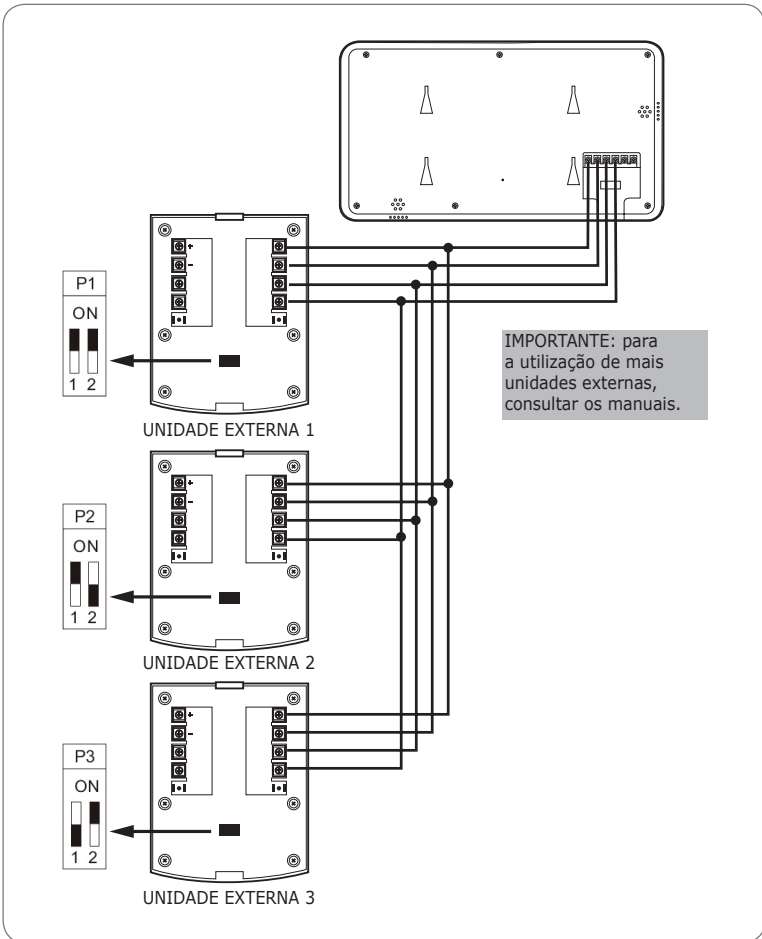 P1
ON
1 2
UNIDADE EXTERNA 1
+
-
IMPORTANTE: para
a utilização de mais
unidades externas,
consultar os manuais.
P2
ON
1 2
UNIDADE EXTERNA 2
+
-
P3
ON
1 2
UNIDADE EXTERNA 3
+
-